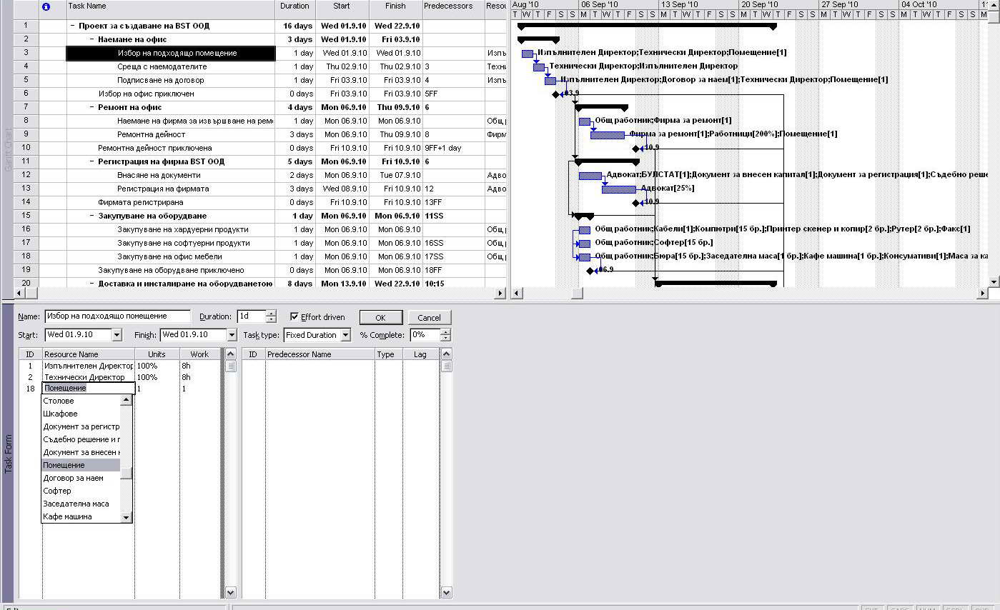 Task Name Duration Start Finish Predecessors Aug '10 06 Sep '10 13 Sep '10 20 Sep '10 27 Sep '10 04 Oct '10
T W T F S S M T W T F S S M T W T F S S M T W T F S S M T W T F S S M T W T F S S M
1 − Проект за създаване на BST ООД 16 days Wed 01.9.10 Wed 22.9.10
2 − Наемане на офис 3 days Wed 01.9.10 Fri 03.9.10
3 Избор на подходящо помещение 1 day Wed 01.9.10 Wed 01.9.10 Изпъ Изпълнителен Директор;Технически Директор;Помещение[1]
4 Среща с наемодателите 1 day Thu 02.9.10 Thu 02.9.10 3 Техни Технически Директор;Изпълнителен Директор
5 Подписване на договор 1 day Fri 03.9.10 Fri 03.9.10 4 Изпъ Изпълнителен Директор;Договор за наем[1];Технически Директор;Помещение[1]
6 Избор на офис приключен 0 days Fri 03.9.10 Fri 03.9.10 5FF 03.9
7 − Ремонт на офис 4 days Mon 06.9.10 Thu 09.9.10 6
8 Наемане на фирма за извършване на рем 1 day Mon 06.9.10 Mon 06.9.10 Общ Общ работник;Фирма за ремонт[1]
9 Ремонтна дейност 3 days Mon 06.9.10 Thu 09.9.10 8 Фирм Фирма за ремонт[1];Работници[200%];Помещение[1]
10 Ремонтна дейност приключена 0 days Fri 10.9.10 Fri 10.9.10 9FF+1 day 10.9
11 − Регистрация на фирма BST ООД 5 days Mon 06.9.10 Fri 10.9.10 6
12 Внасяне на документи 2 days Mon 06.9.10 Tue 07.9.10 Адво Адвокат;БУЛСТАТ[1];Документ за внесен капитал[1];Документ за регистрация[1];Съдебно реше
13 Регистрация на фирмата 3 days Wed 08.9.10 Fri 10.9.10 12 Адво Адвокат[25%]
14 Фирмата регистрирана 0 days Fri 10.9.10 Fri 10.9.10 13FF 10.9
15 − Закупуване на оборудване 1 day Mon 06.9.10 Mon 06.9.10 11SS
16 Закупуване на хардуерни продукти 1 day Mon 06.9.10 Mon 06.9.10 Общ Общ работник;Кабели[1];Компютри[15 бр.];Принтер скенер и копир[2 бр.];Рутер[2 бр.];Факс[1]
17 Закупуване на софтуерни продукти 1 day Mon 06.9.10 Mon 06.9.10 16SS Общ Общ работник;Софтер[15 бр.]
18 Закупуване на офис мебели 1 day Mon 06.9.10 Mon 06.9.10 17SS Общ Общ работник;Бюра[15 бр.];Заседателна маса[1 бр.];Кафе машина[1 бр.];Консумативи[1];Маса за ка
19 Закупуване на оборудване приключено 0 days Mon 06.9.10 Mon 06.9.10 18FF 06.9
20 − Доставка и инсталиране на оборудванетою 8 days Mon 13.9.10 Wed 22.9.10 10;15
Gantt Chart
Name: Избор на подходящо помещение Duration: 1d Effort driven OK Cancel
Start: Wed 01.9.10 Finish: Wed 01.9.10 Task type: Fixed Duration % Complete: 0%
ID Resource Name Units Work ID Predecessor Name Type Lag
1 Изпълнителен Директор 100% 8h
2 Технически Директор 100% 8h
18 Помещение 1 1
Столове
Шкафове
Документ за регистр
Съдебно решение и
Документ за внесен
Помещение
Договор за наем
Софтер
Заседателна маса
Кафе машина
Task Form